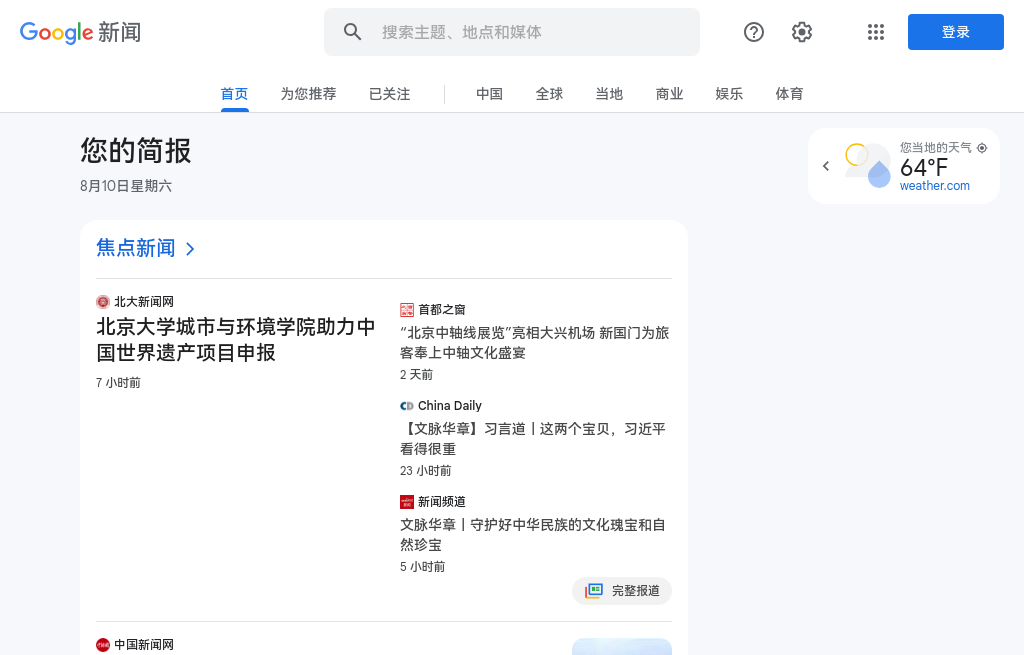 Google 新闻
搜索主题、地点和媒体
登录
首页 为您推荐 已关注 中国 全球 当地 商业 娱乐 体育
您的简报
8月10日星期六
您当地的天气
64°F
weather.com
焦点新闻
北大新闻网
北京大学城市与环境学院助力中
国世界遗产项目申报
7 小时前
首都之窗
“北京中轴线展览”亮相大兴机场 新国门为旅
客奉上中轴文化盛宴
2 天前
China Daily
【文脉华章】习言道丨这两个宝贝，习近平
看得很重
23 小时前
新闻频道
文脉华章丨守护好中华民族的文化瑰宝和自
然珍宝
5 小时前
完整报道
中国新闻网